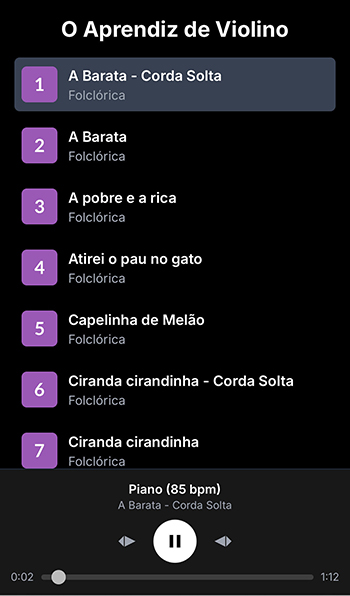 O Aprendiz de Violino
1
A Barata - Corda Solta
Folclórica
2
A Barata
Folclórica
3
A pobre e a rica
Folclórica
4
Atirei o pau no gato
Folclórica
5
Capelinha de Melão
Folclórica
6
Ciranda cirandinha - Corda Solta
Folclórica
7
Ciranda cirandinha
Folclórica
Piano (85 bpm)
A Barata - Corda Solta
0:02
1:12